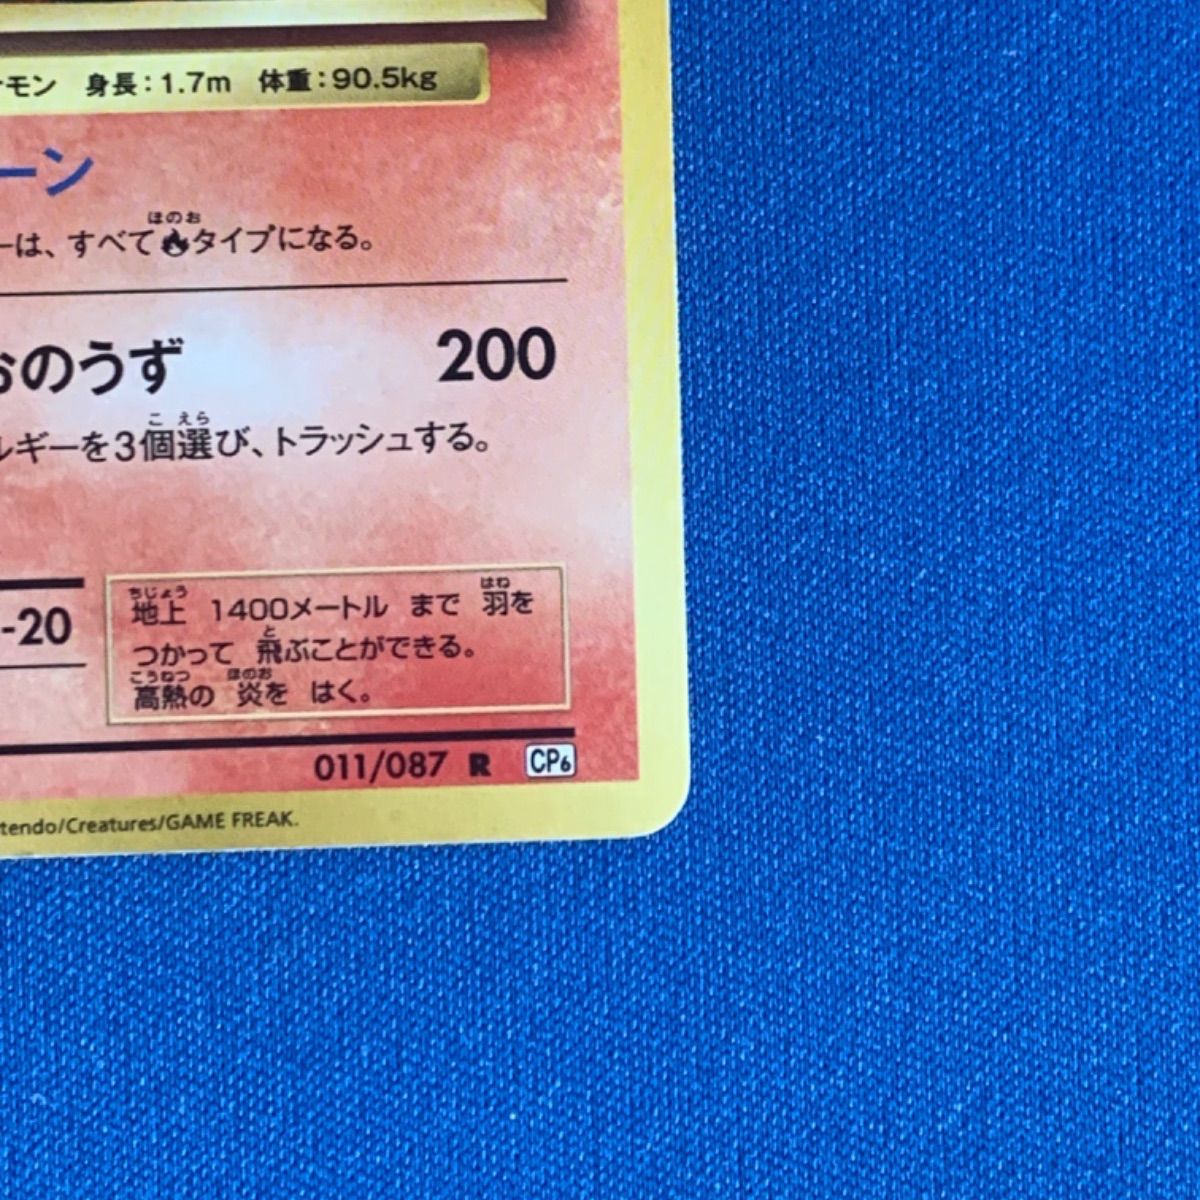 ーモン 身長：1.7m 体重：90.5kg
ーン
ほのお
ーは、すべてタイプになる。
おのうず 200
こ えら
ルギーを3個選び、トラッシュする。
-20
ちじょう はね
地上 1400メートル まで 羽を
と
つかって 飛ぶことができる。
こうねつ ほのお
高熱の 炎を はく。
011/087 R CP6
tendo/Creatures/GAME FREAK.